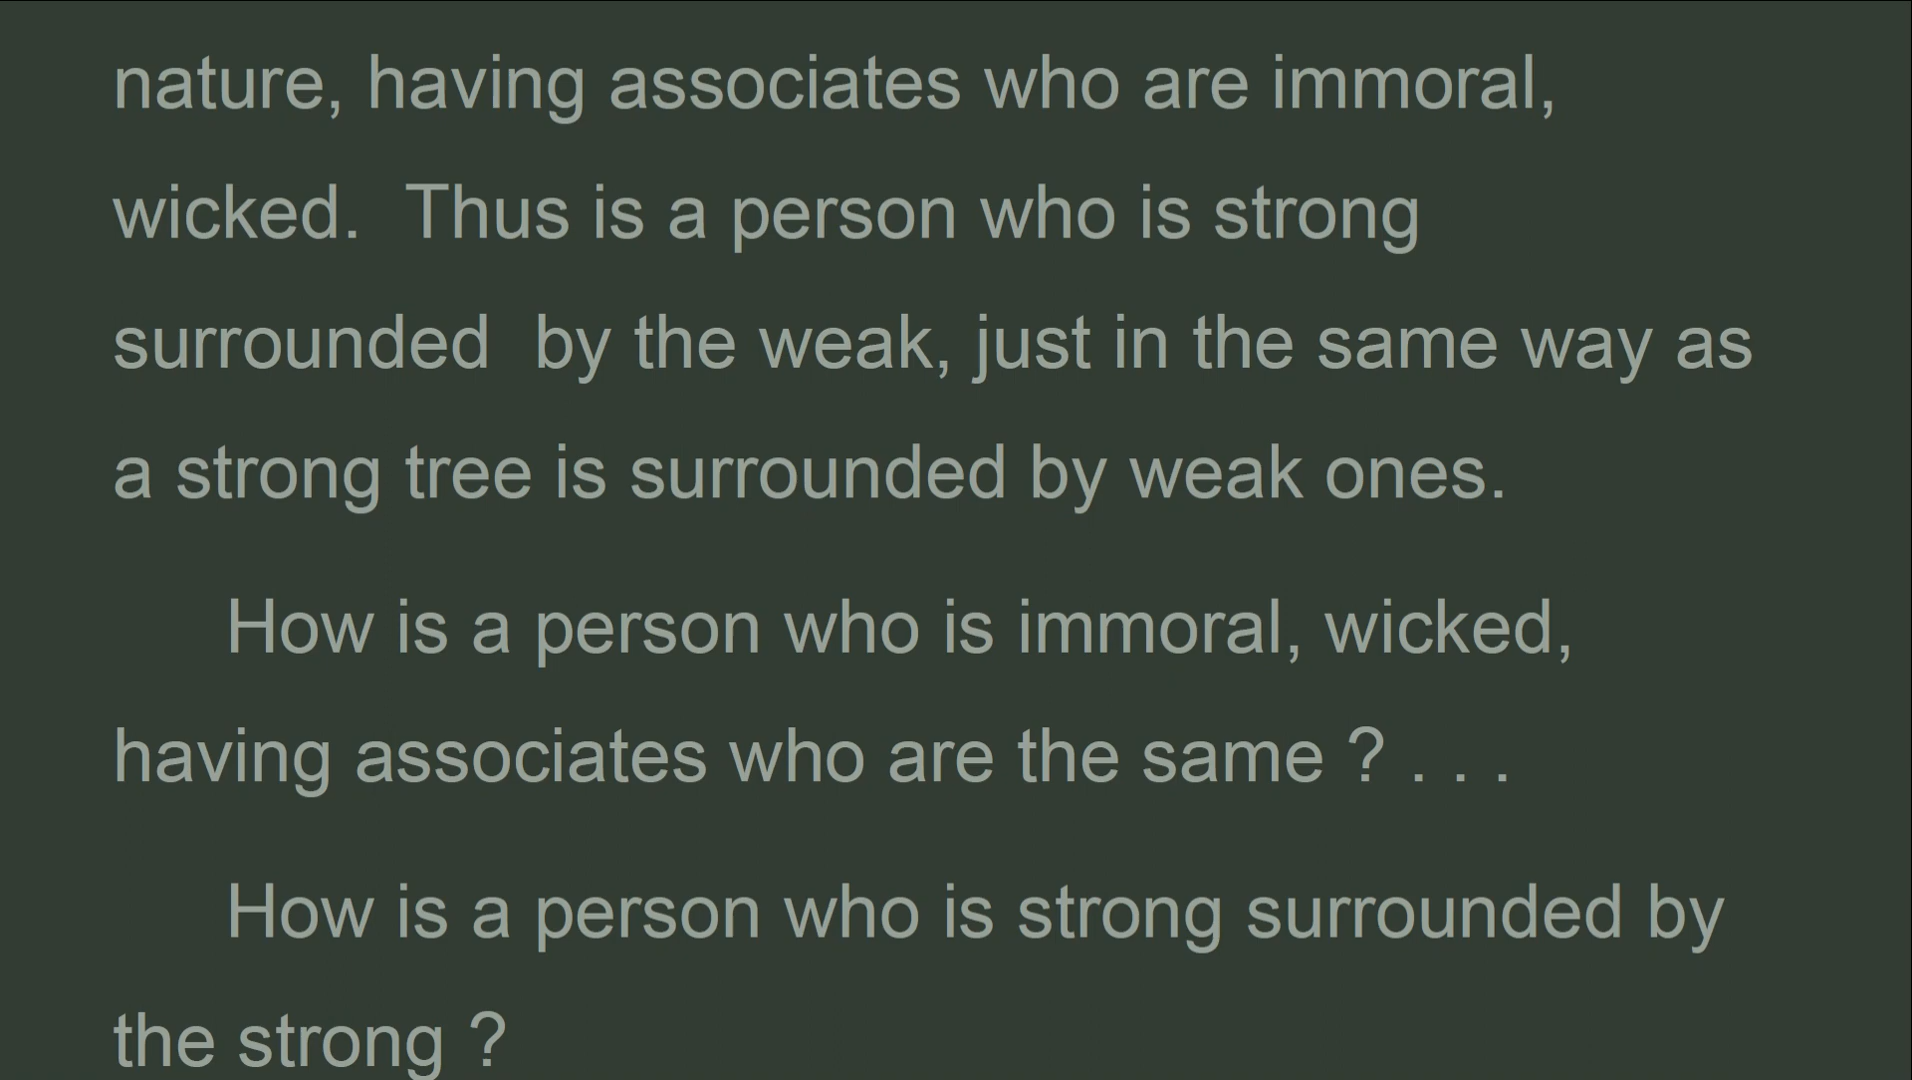 nature, having associates who are immoral,
wicked.  Thus is a person who is strong
surrounded  by the weak, just in the same way as
a strong tree is surrounded by weak ones.
How is a person who is immoral, wicked,
having associates who are the same ? . . .
How is a person who is strong surrounded by
the strong ?